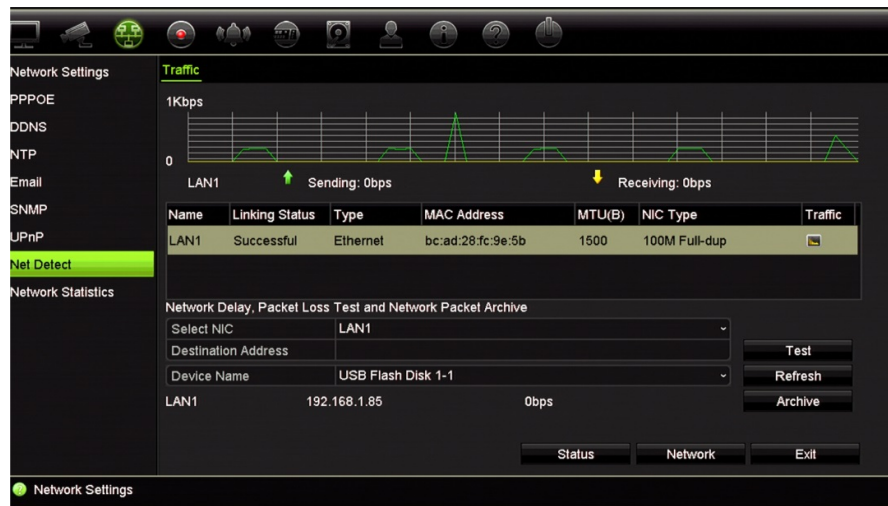 Network Settings
PPPOE
DDNS
NTP
Email
SNMP
UPnP
Net Detect
Network Statistics
Traffic
1Kbps
0
LAN1 Sending: 0bps Receiving: 0bps
Name Linking Status Type MAC Address MTU(B) NIC Type Traffic
LAN1 Successful Ethernet bc:ad:28:fc:9e:5b 1500 100M Full-dup
Network Delay, Packet Loss Test and Network Packet Archive
Select NIC LAN1
Destination Address Test
Device Name USB Flash Disk 1-1 Refresh
LAN1 192.168.1.85 0bps Archive
Status Network Exit
Network Settings